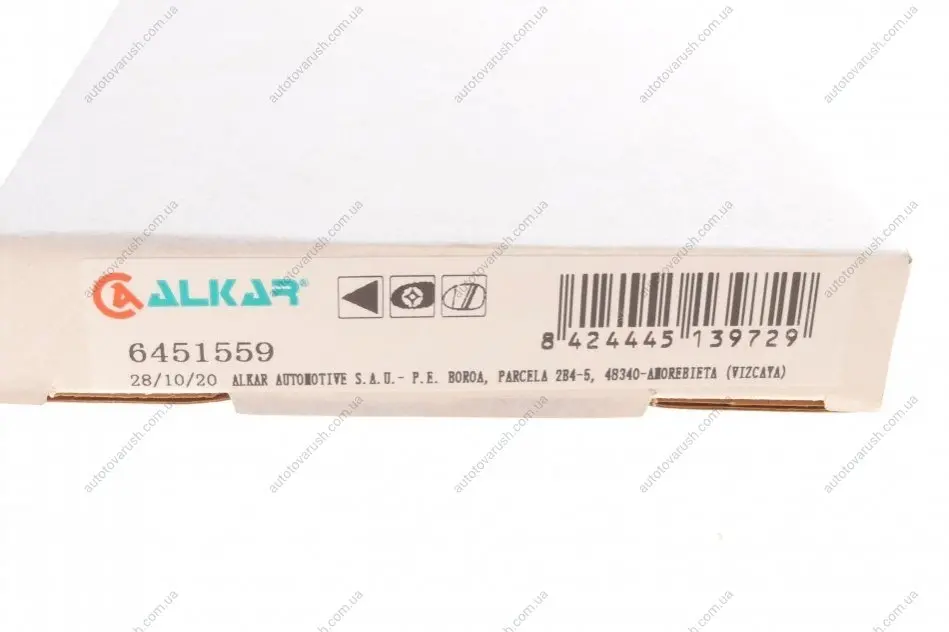 ALKAR®
8 424445 139729
6451559
28/10/20 ALKAR AUTOMOTIVE S.A.U.- P.E. BOROA, PARCELA 2B4-5, 48340-AMOREBIETA (VIZCAYA)
autotovarush.com.ua